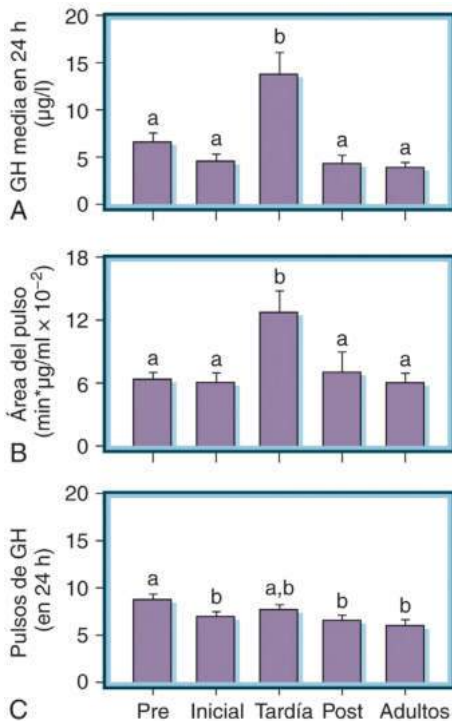 GH media en 24 h
(µg/l)
20
15
10
5
0
a
a
b
a
a
A
Área del pulso
(min*µg/ml × 10⁻²)
18
12
6
0
a
a
b
a
a
B
Pulsos de GH
(en 24 h)
20
15
10
5
0
a
b
a,b
b
b
C
Pre Inicial Tardía Post Adultos